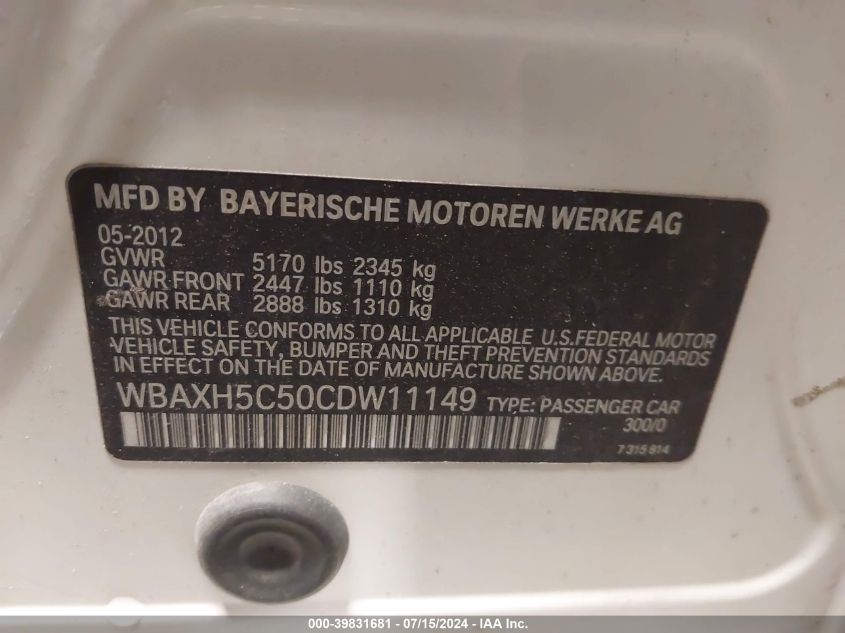 MFD BY BAYERISCHE MOTOREN WERKE AG
05-2012
GVWR 5170 lbs 2345 kg
GAWR FRONT 2447 lbs 1110 kg
GAWR REAR 2888 lbs 1310 kg
THIS VEHICLE CONFORMS TO ALL APPLICABLE U.S.FEDERAL MOTOR
VEHICLE SAFETY, BUMPER AND THEFT PREVENTION STANDARDS
IN EFFECT ON THE DATE OF MANUFACTURE SHOWN ABOVE.
WBAXH5C50CDW11149 TYPE: PASSENGER CAR
300/0
7 315 814
000-39831681 - 07/15/2024 - IAA Inc.